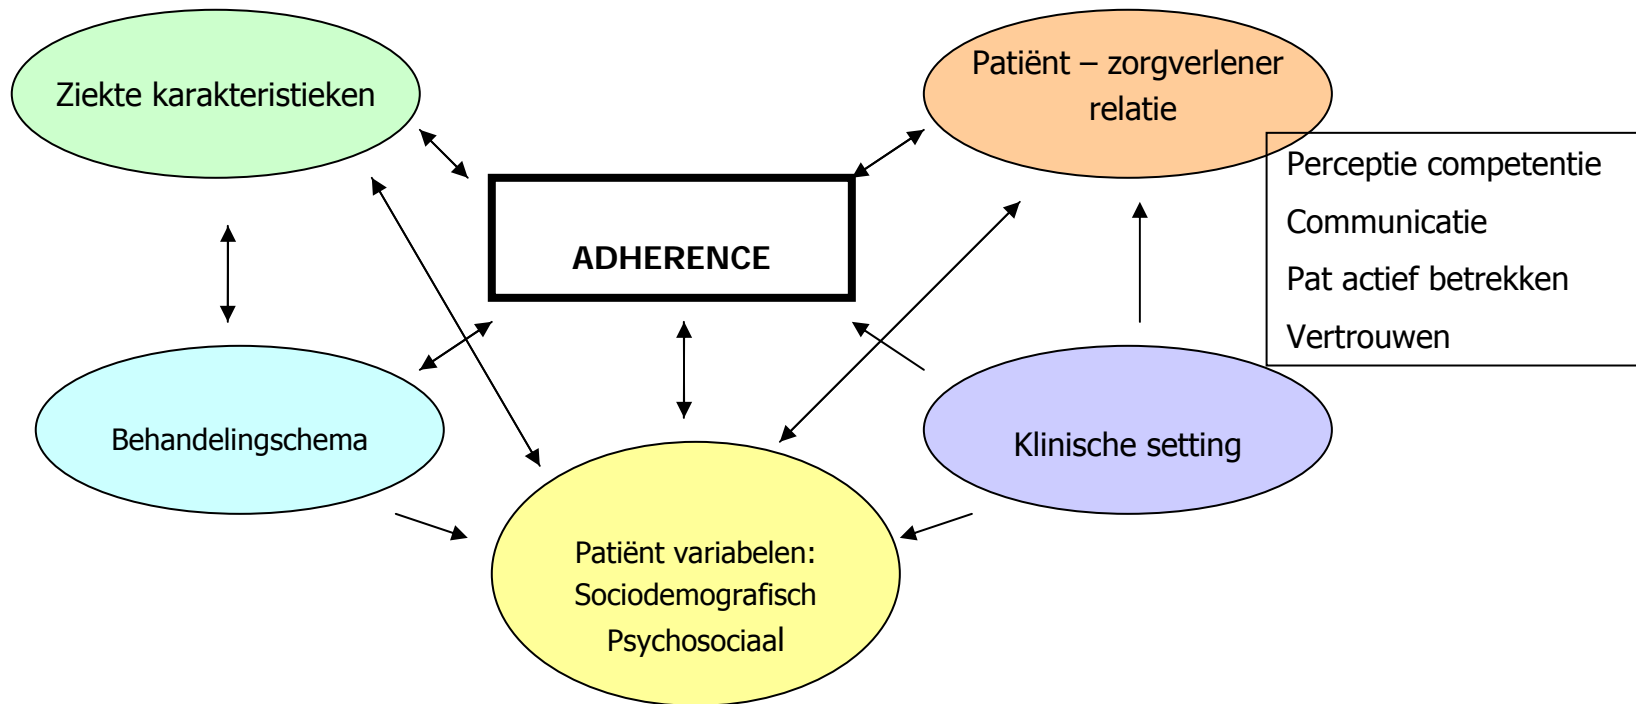 Ziekte karakteristieken
Patiënt – zorgverlener
relatie
Perceptie competentie
Communicatie
Pat actief betrekken
Vertrouwen
ADHERENCE
Behandelingschema
Klinische setting
Patiënt variabelen:
Sociodemografisch
Psychosociaal